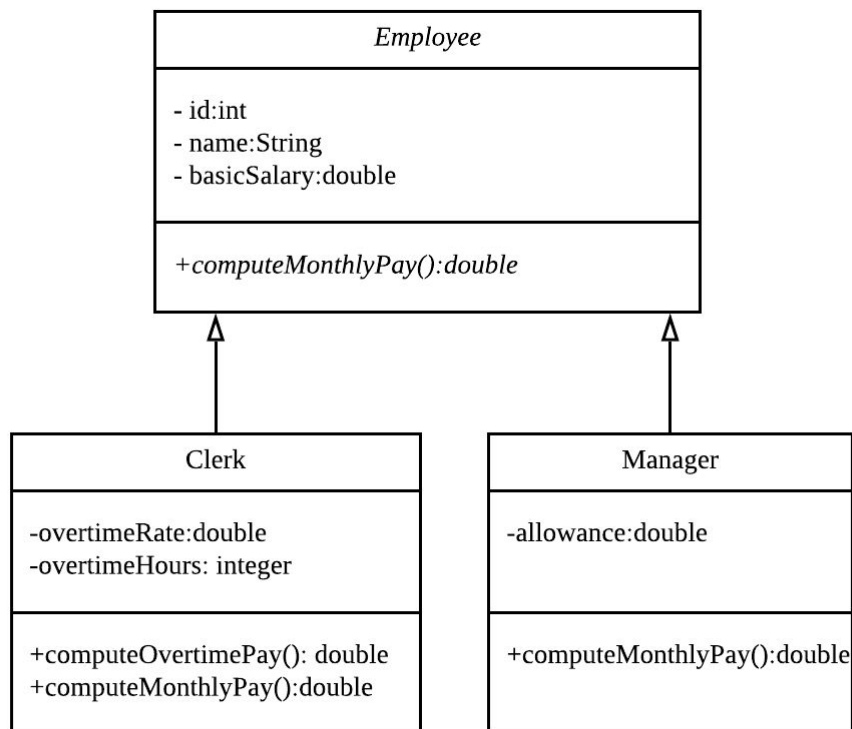 Employee
- id:int
- name:String
- basicSalary:double
+computeMonthlyPay():double
Clerk
-overtimeRate:double
-overtimeHours: integer
+computeOvertimePay(): double
+computeMonthlyPay():double
Manager
-allowance:double
+computeMonthlyPay():double